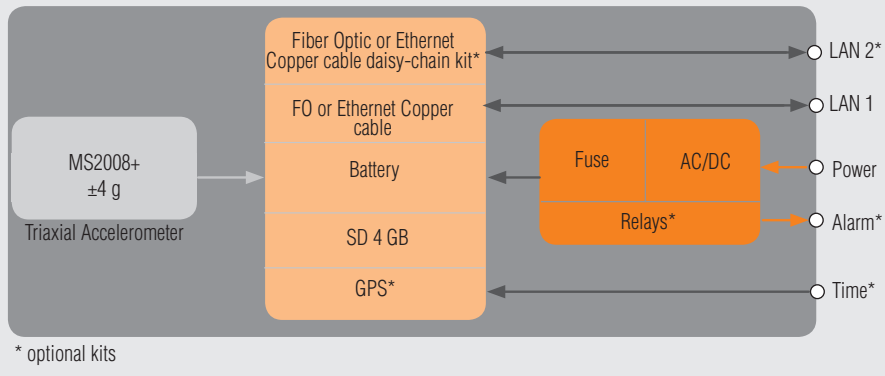 Fiber Optic or Ethernet
Copper cable daisy-chain kit*
LAN 2*
FO or Ethernet Copper
cable
LAN 1
MS2008+
±4 g
Triaxial Accelerometer
Battery
Fuse
AC/DC
Power
Relays*
Alarm*
SD 4 GB
GPS*
Time*
* optional kits